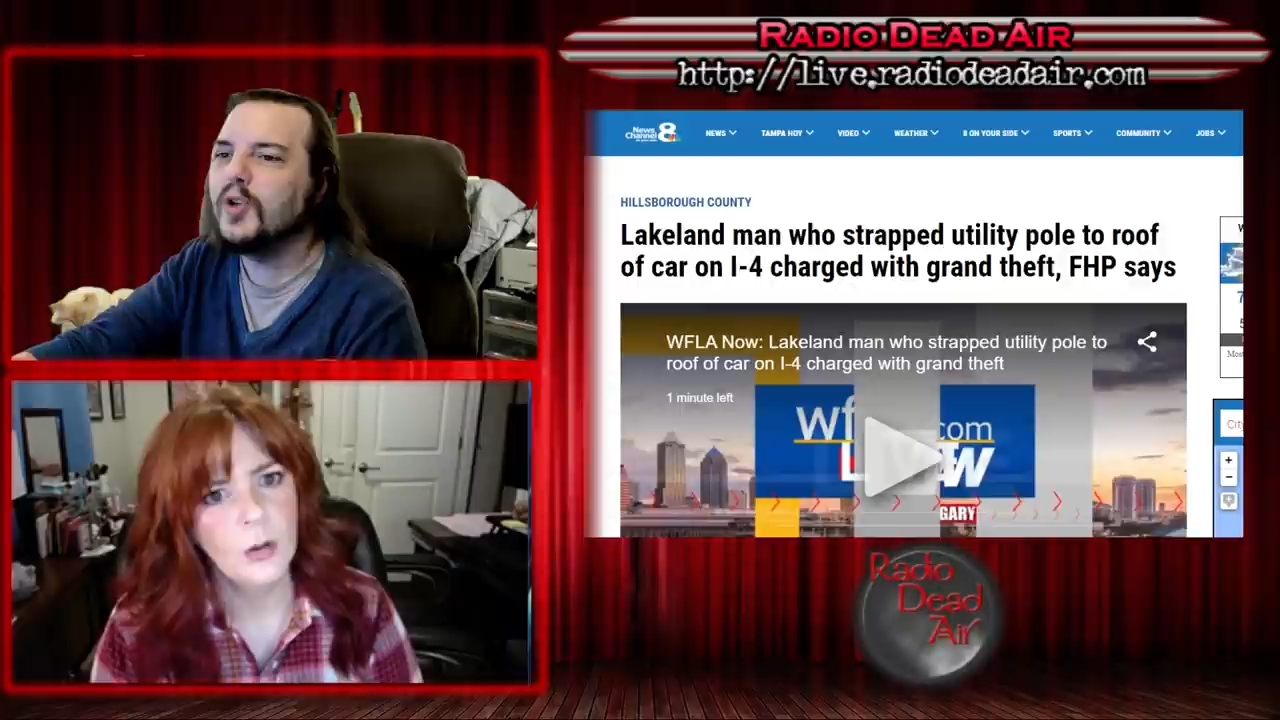 RADIO DEAD AIR
http://live.radiodeadair.com
News Channel 8
NEWS TAMPA HOY VIDEO WEATHER 8 ON YOUR SIDE SPORTS COMMUNITY JOBS
HILLSBOROUGH COUNTY
Lakeland man who strapped utility pole to roof
of car on I-4 charged with grand theft, FHP says
WFLA Now: Lakeland man who strapped utility pole to
roof of car on I-4 charged with grand theft
1 minute left
GARY
Radio
Dead
Air